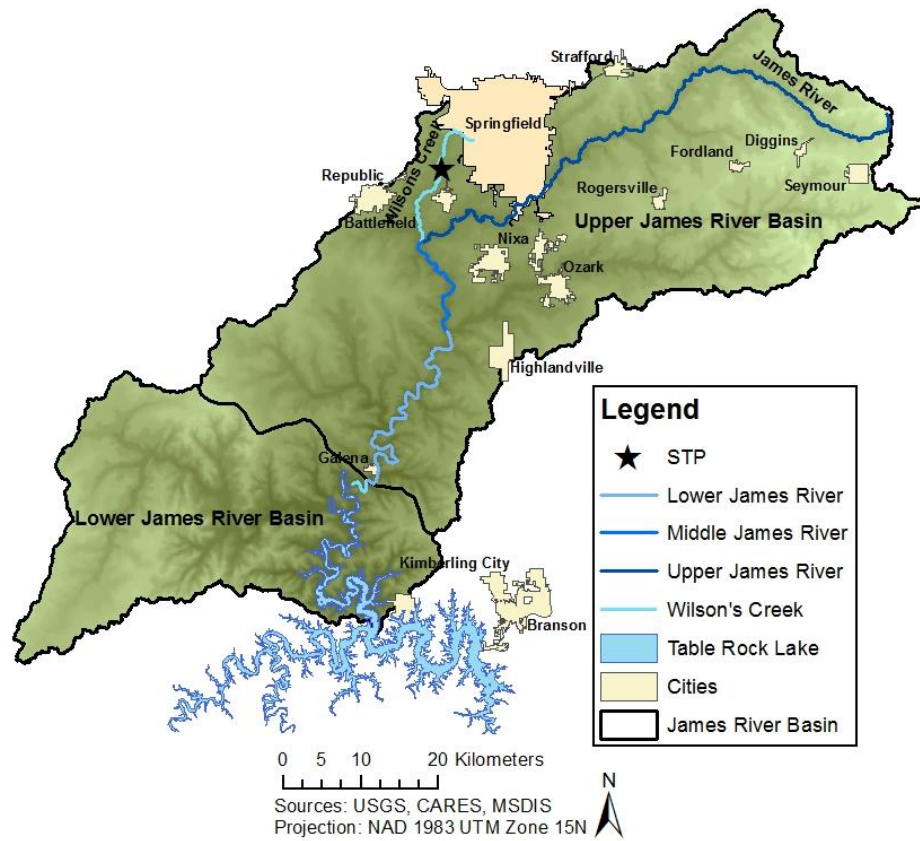 Strafford
James River
Springfield
Wilsons Creek
Diggins
Fordland
Seymour
Republic
Rogersville
Battlefield
Upper James River Basin
Nixa
Ozark
Highlandville
Galena
Lower James River Basin
Kimberling City
Branson
Legend
STP
Lower James River
Middle James River
Upper James River
Wilson's Creek
Table Rock Lake
Cities
James River Basin
0 5 10 20 Kilometers
Sources: USGS, CARES, MSDIS
Projection: NAD 1983 UTM Zone 15N
N